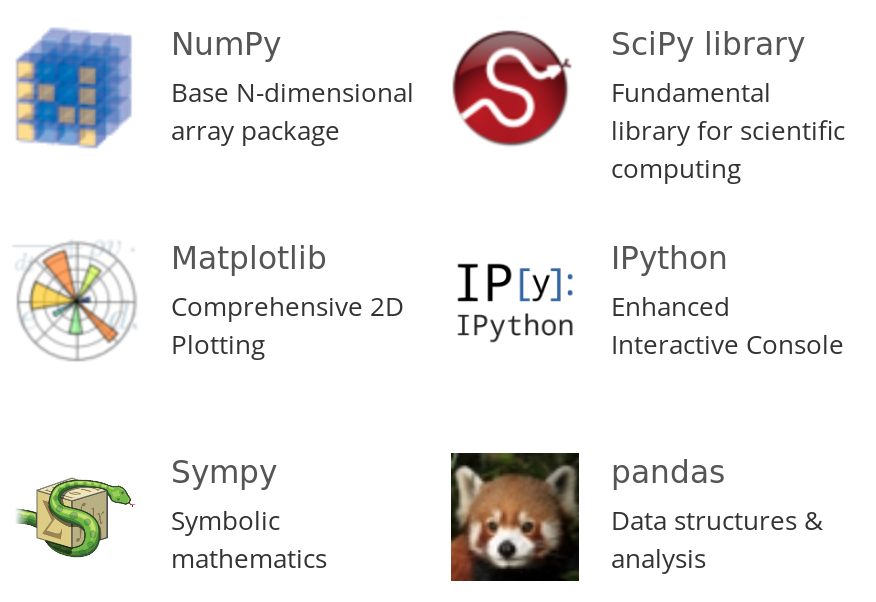 NumPy
Base N-dimensional
array package
SciPy library
Fundamental
library for scientific
computing
Matplotlib
Comprehensive 2D
Plotting
IP[y]:
IPython
IPython
Enhanced
Interactive Console
Sympy
Symbolic
mathematics
pandas
Data structures &
analysis